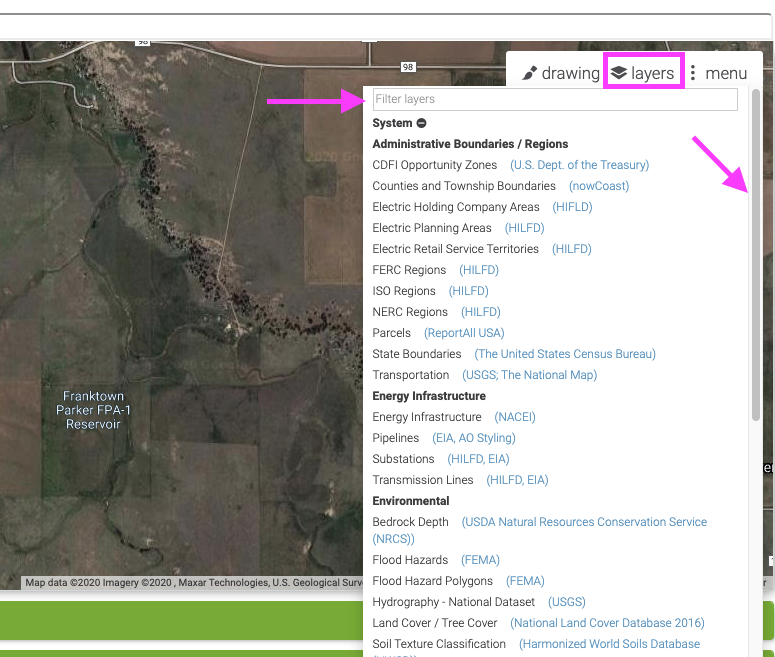 98
98
drawing layers menu
Filter layers
System
Administrative Boundaries / Regions
CDFI Opportunity Zones (U.S. Dept. of the Treasury)
Counties and Township Boundaries (nowCoast)
Electric Holding Company Areas (HIFLD)
Electric Planning Areas (HILFD)
Electric Retail Service Territories (HILFD)
FERC Regions (HILFD)
ISO Regions (HILFD)
NERC Regions (HILFD)
Parcels (ReportAll USA)
State Boundaries (The United States Census Bureau)
Transportation (USGS; The National Map)
Energy Infrastructure
Energy Infrastructure (NACEI)
Pipelines (EIA, AO Styling)
Substations (HILFD, EIA)
Transmission Lines (HILFD, EIA)
Environmental
Bedrock Depth (USDA Natural Resources Conservation Service
(NRCS))
Flood Hazards (FEMA)
Flood Hazard Polygons (FEMA)
Hydrography - National Dataset (USGS)
Land Cover / Tree Cover (National Land Cover Database 2016)
Soil Texture Classification (Harmonized World Soils Database
Franktown
Parker FPA-1
Reservoir
Map data ©2020 Imagery ©2020 , Maxar Technologies, U.S. Geological Surv